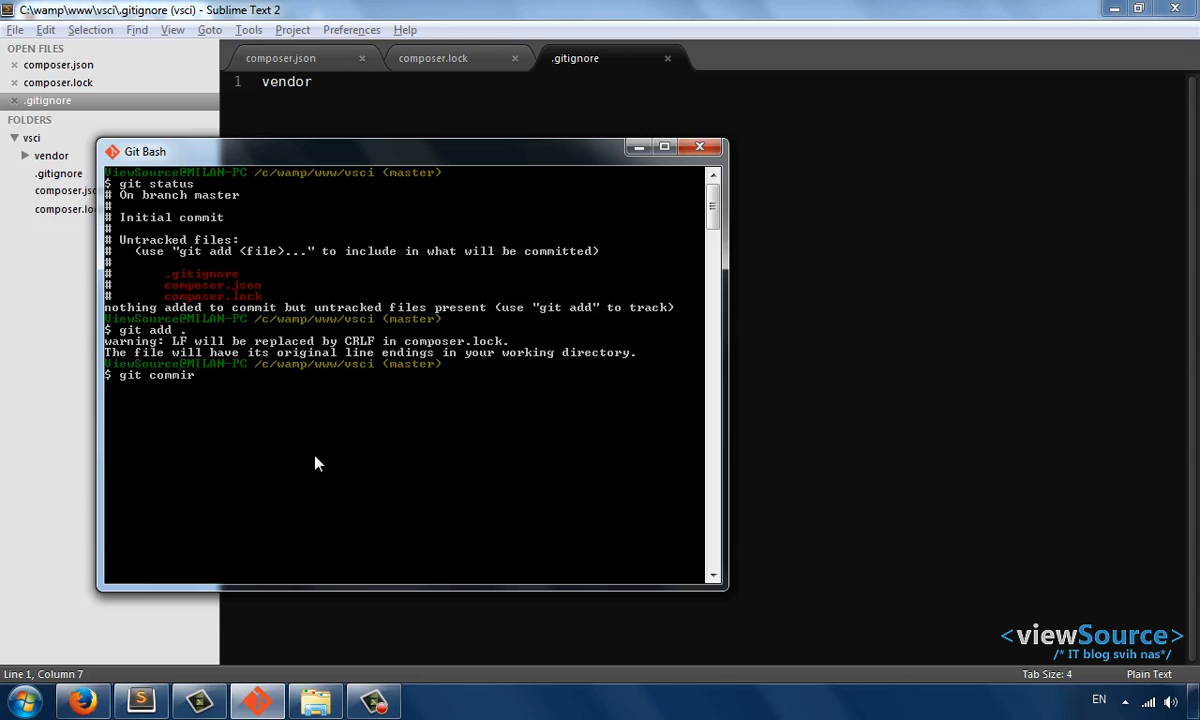 C:\wamp\www\vsci\.gitignore (vsci) - Sublime Text 2
File Edit Selection Find View Goto Tools Project Preferences Help
OPEN FILES
composer.json
composer.lock
.gitignore
FOLDERS
vsci
vendor
.gitignore
composer.jso
composer.lo
composer.json
composer.lock
.gitignore
1 vendor
Git Bash
ViewSource@MILAN-PC /c/wamp/www/vsci (master)
$ git status
# On branch master
#
# Initial commit
#
# Untracked files:
#   (use "git add <file>..." to include in what will be committed)
#
#       .gitignore
#       composer.json
#       composer.lock
nothing added to commit but untracked files present (use "git add" to track)
ViewSource@MILAN-PC /c/wamp/www/vsci (master)
$ git add .
warning: LF will be replaced by CRLF in composer.lock.
The file will have its original line endings in your working directory.
ViewSource@MILAN-PC /c/wamp/www/vsci (master)
$ git commir
<viewSource>
/* IT blog svih nas*/
Line 1, Column 7
Tab Size: 4
Plain Text
EN